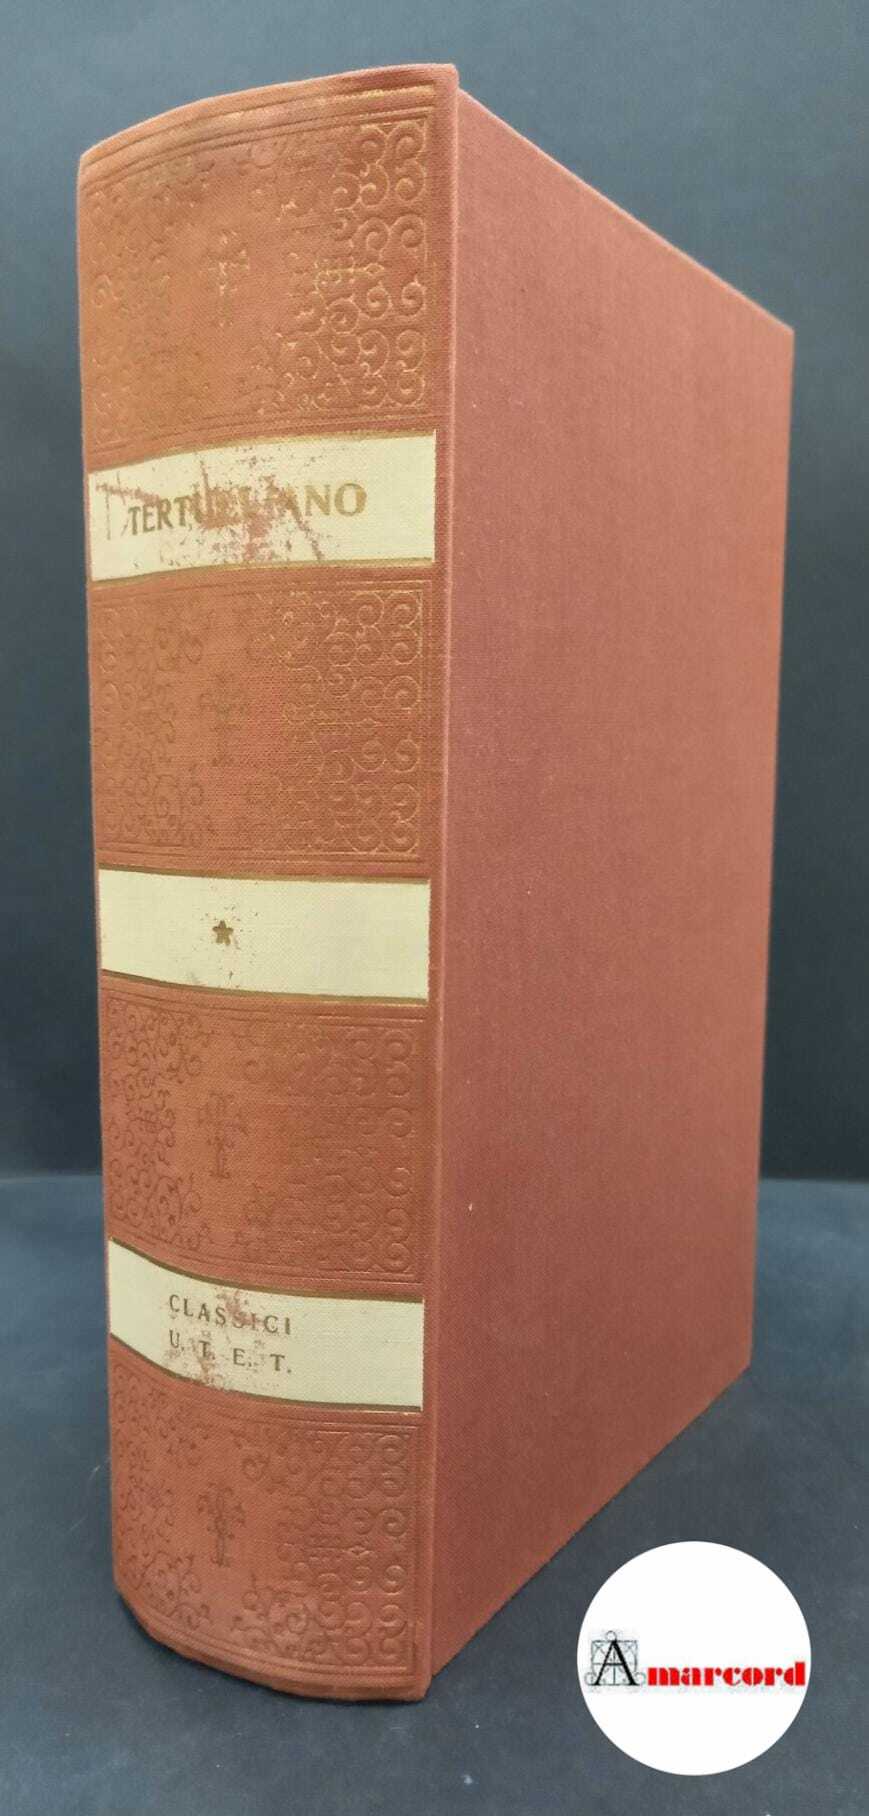 TERTULLIANO
CLASSICI
U. T. E. T.
Amarcord